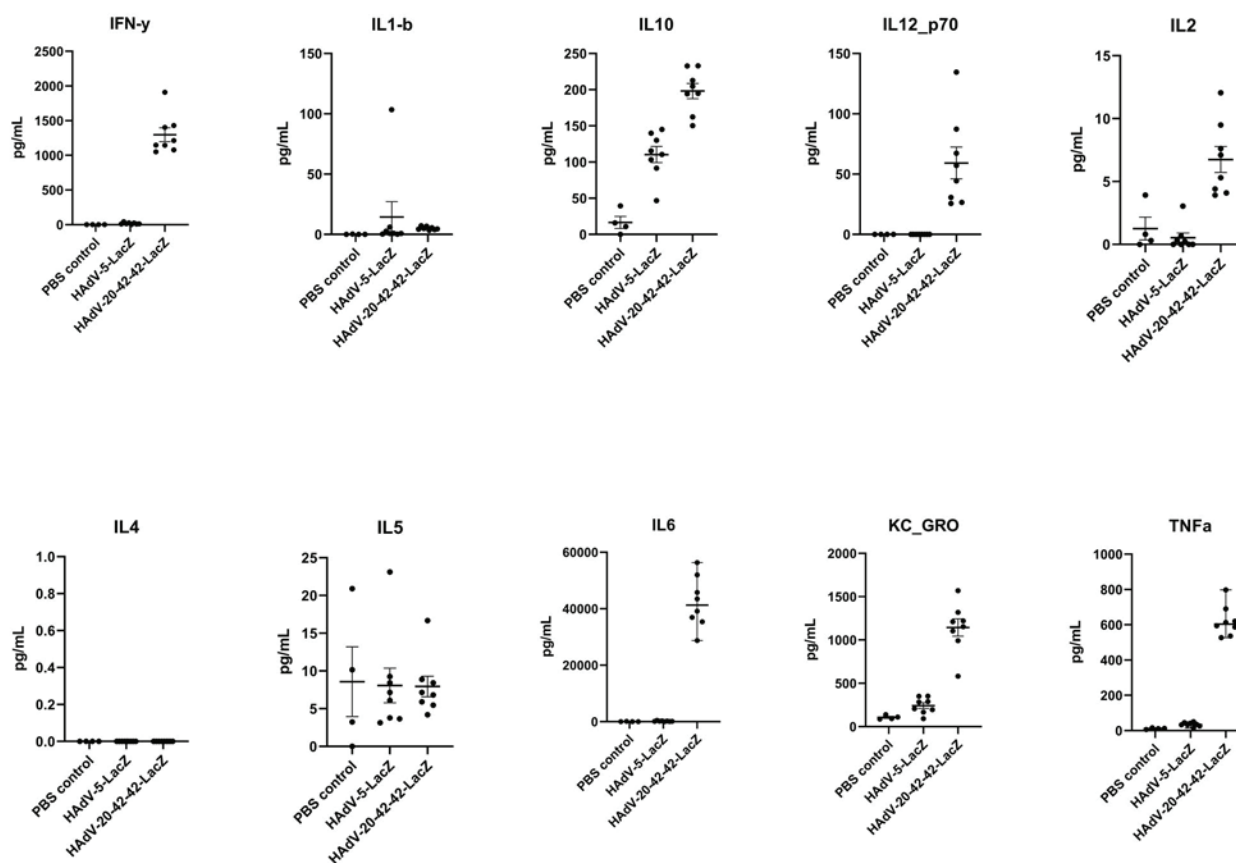 IFN-y
2500
2000
1500
1000
500
0
pg/mL
PBS control
HAdV-5-LacZ
HAdV-20-42-42-LacZ
IL1-b
150
100
50
0
pg/mL
PBS control
HAdV-5-LacZ
HAdV-20-42-42-LacZ
IL10
250
200
150
100
50
0
pg/mL
PBS control
HAdV-5-LacZ
HAdV-20-42-42-LacZ
IL12_p70
150
100
50
0
pg/mL
PBS control
HAdV-5-LacZ
HAdV-20-42-42-LacZ
IL2
15
10
5
0
pg/mL
PBS control
HAdV-5-LacZ
HAdV-20-42-42-LacZ
IL4
1.0
0.8
0.6
0.4
0.2
0.0
pg/mL
PBS control
HAdV-5-LacZ
HAdV-20-42-42-LacZ
IL5
25
20
15
10
5
0
pg/mL
PBS control
HAdV-5-LacZ
HAdV-20-42-42-LacZ
IL6
60000
40000
20000
0
pg/mL
PBS control
HAdV-5-LacZ
HAdV-20-42-42-LacZ
KC_GRO
2000
1500
1000
500
0
pg/mL
PBS control
HAdV-5-LacZ
HAdV-20-42-42-LacZ
TNFa
1000
800
600
400
200
0
pg/mL
PBS control
HAdV-5-LacZ
HAdV-20-42-42-LacZ